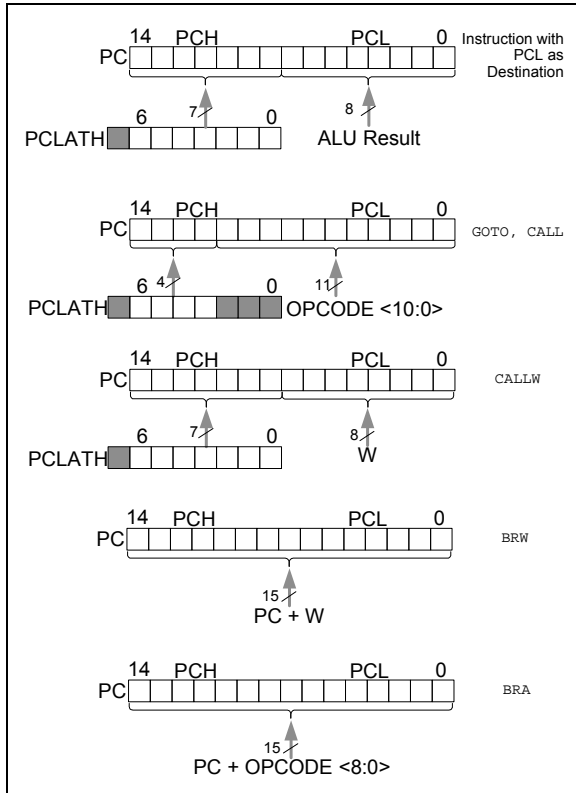 14 PCH PCL 0
PC
Instruction with
PCL as
Destination
7 8
6 0
PCLATH
ALU Result
14 PCH PCL 0
PC
GOTO, CALL
4 11
6 0
PCLATH
OPCODE <10:0>
14 PCH PCL 0
PC
CALLW
7 8
6 0
W
PCLATH
14 PCH PCL 0
PC
BRW
15
PC + W
14 PCH PCL 0
PC
BRA
15
PC + OPCODE <8:0>